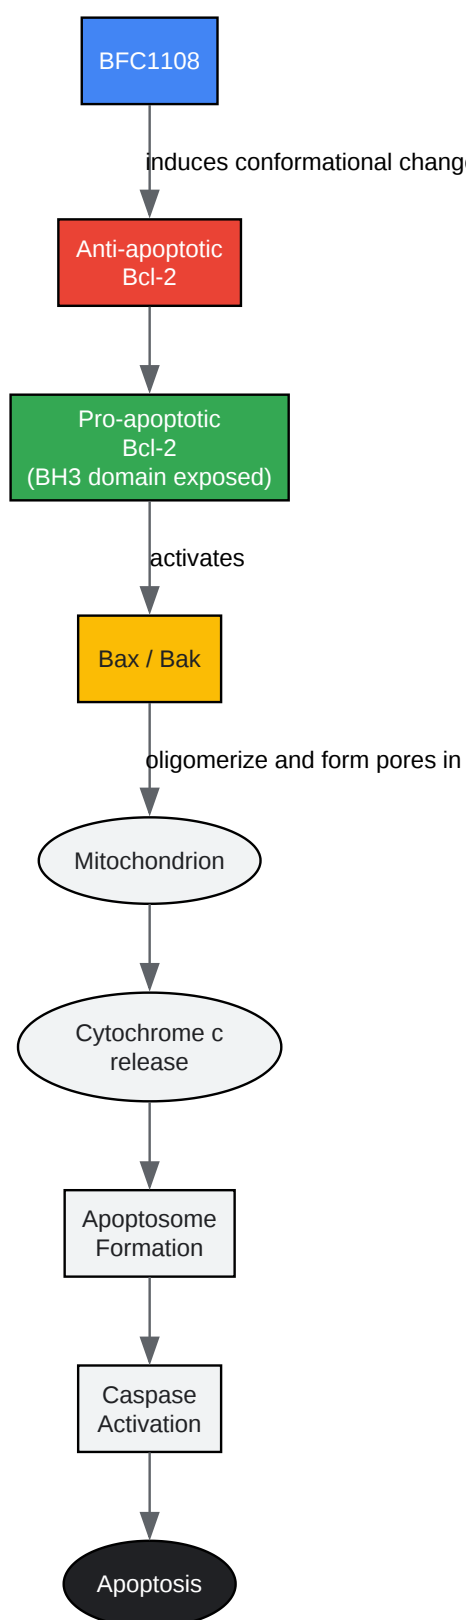 BFC1108
induces conformational change
Anti-apoptotic
Bcl-2
Pro-apoptotic
Bcl-2
(BH3 domain exposed)
activates
Bax / Bak
oligomerize and form pores in
Mitochondrion
Cytochrome c
release
Apoptosome
Formation
Caspase
Activation
Apoptosis